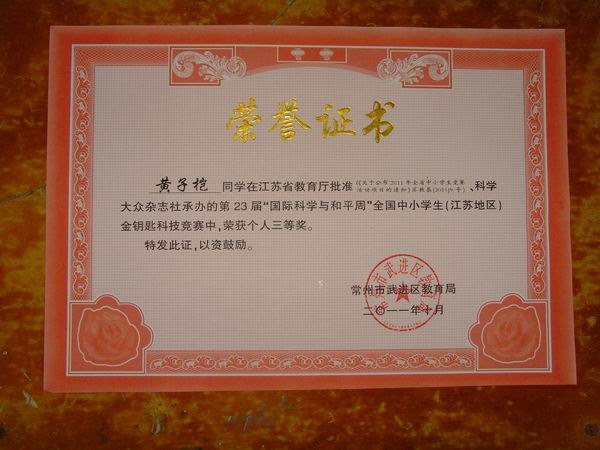 荣誉证书
黄子恺 同学在江苏省教育厅批准（《关于公布2011年全省中小学生竞赛活动项目的通知》苏教基[2011]9号）、科学
大众杂志社承办的第23届“国际科学与和平周”全国中小学生（江苏地区）
金钥匙科技竞赛中，荣获个人三等奖。
特发此证，以资鼓励。
常州市武进区教育局
二〇一一年十月